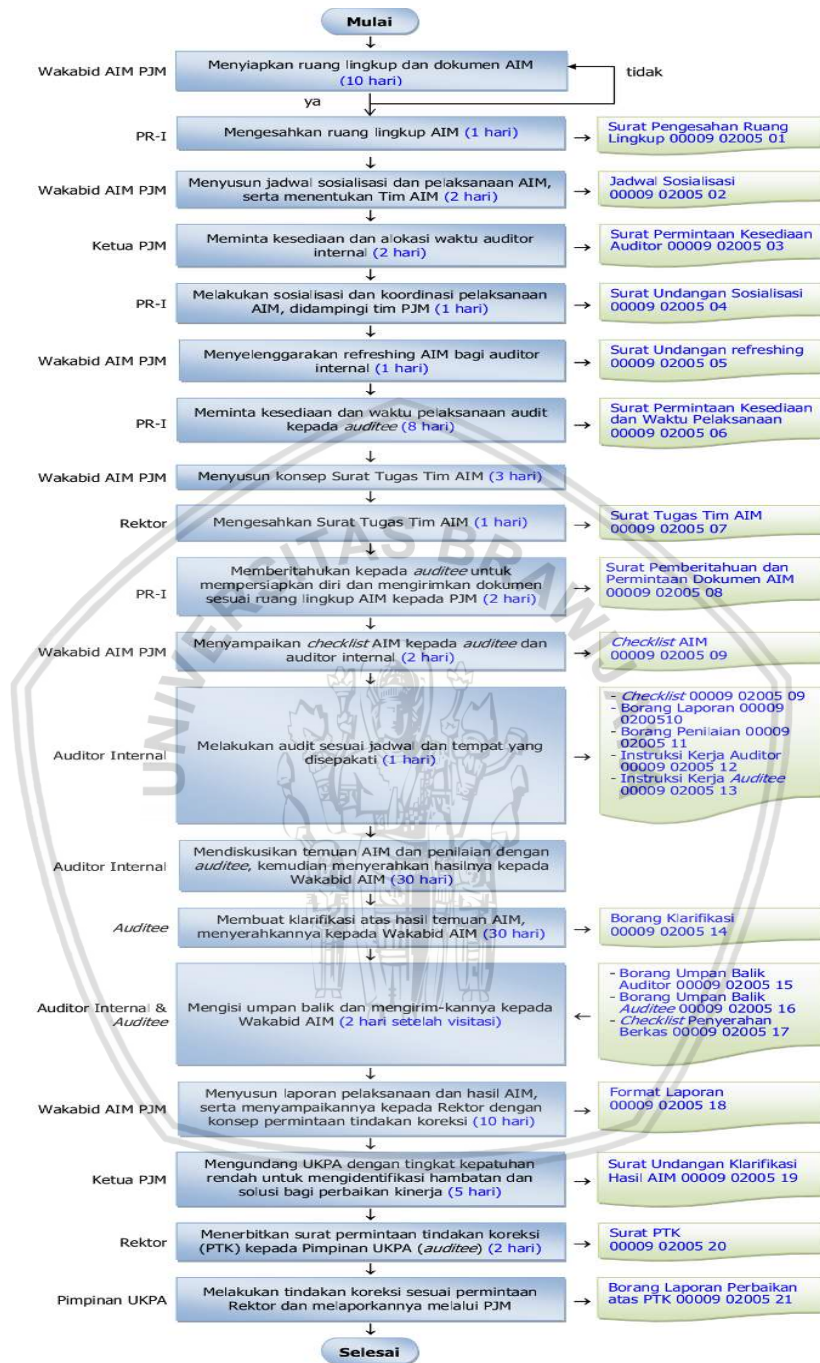 Mulai
Wakabid AIM PJM
Menyiapkan ruang lingkup dan dokumen AIM
(10 hari)
tidak
ya
PR-I
Mengesahkan ruang lingkup AIM (1 hari)
Surat Pengesahan Ruang
Lingkup 00009 02005 01
Wakabid AIM PJM
Menyusun jadwal sosialisasi dan pelaksanaan AIM,
serta menentukan Tim AIM (2 hari)
Jadwal Sosialisasi
00009 02005 02
Ketua PJM
Meminta kesediaan dan alokasi waktu auditor
internal (2 hari)
Surat Permintaan Kesediaan
Auditor 00009 02005 03
PR-I
Melakukan sosialisasi dan koordinasi pelaksanaan
AIM, didampingi tim PJM (1 hari)
Surat Undangan Sosialisasi
00009 02005 04
Wakabid AIM PJM
Menyelenggarakan refreshing AIM bagi auditor
internal (1 hari)
Surat Undangan refreshing
00009 02005 05
PR-I
Meminta kesediaan dan waktu pelaksanaan audit
kepada auditee (8 hari)
Surat Permintaan Kesediaan
dan Waktu Pelaksanaan
00009 02005 06
Wakabid AIM PJM
Menyusun konsep Surat Tugas Tim AIM (3 hari)
Rektor
Mengesahkan Surat Tugas Tim AIM (1 hari)
Surat Tugas Tim AIM
00009 02005 07
PR-I
Memberitahukan kepada auditee untuk
mempersiapkan diri dan mengirimkan dokumen
sesuai ruang lingkup AIM kepada PJM (2 hari)
Surat Pemberitahuan dan
Permintaan Dokumen AIM
00009 02005 08
Wakabid AIM PJM
Menyampaikan checklist AIM kepada auditee dan
auditor internal (2 hari)
Checklist AIM
00009 02005 09
Auditor Internal
Melakukan audit sesuai jadwal dan tempat yang
disepakati (1 hari)
- Checklist 00009 02005 09
- Borang Laporan 00009
0200510
- Borang Penilaian 00009
02005 11
- Instruksi Kerja Auditor
00009 02005 12
- Instruksi Kerja Auditee
00009 02005 13
Auditor Internal
Mendiskusikan temuan AIM dan penilaian dengan
auditee, kemudian menyerahkan hasilnya kepada
Wakabid AIM (30 hari)
Auditee
Membuat klarifikasi atas hasil temuan AIM,
menyerahkannya kepada Wakabid AIM (30 hari)
Borang Klarifikasi
00009 02005 14
Auditor Internal &
Auditee
Mengisi umpan balik dan mengirim-kannya kepada
Wakabid AIM (2 hari setelah visitasi)
- Borang Umpan Balik
Auditor 00009 02005 15
- Borang Umpan Balik
Auditee 00009 02005 16
- Checklist Penyerahan
Berkas 00009 02005 17
Wakabid AIM PJM
Menyusun laporan pelaksanaan dan hasil AIM,
serta menyampaikannya kepada Rektor dengan
konsep permintaan tindakan koreksi (10 hari)
Format Laporan
00009 02005 18
Ketua PJM
Mengundang UKPA dengan tingkat kepatuhan
rendah untuk mengidentifikasi hambatan dan
solusi bagi perbaikan kinerja (5 hari)
Surat Undangan Klarifikasi
Hasil AIM 00009 02005 19
Rektor
Menerbitkan surat permintaan tindakan koreksi
(PTK) kepada Pimpinan UKPA (auditee) (2 hari)
Surat PTK
00009 02005 20
Pimpinan UKPA
Melakukan tindakan koreksi sesuai permintaan
Rektor dan melaporkannya melalui PJM
Borang Laporan Perbaikan
atas PTK 00009 02005 21
Selesai